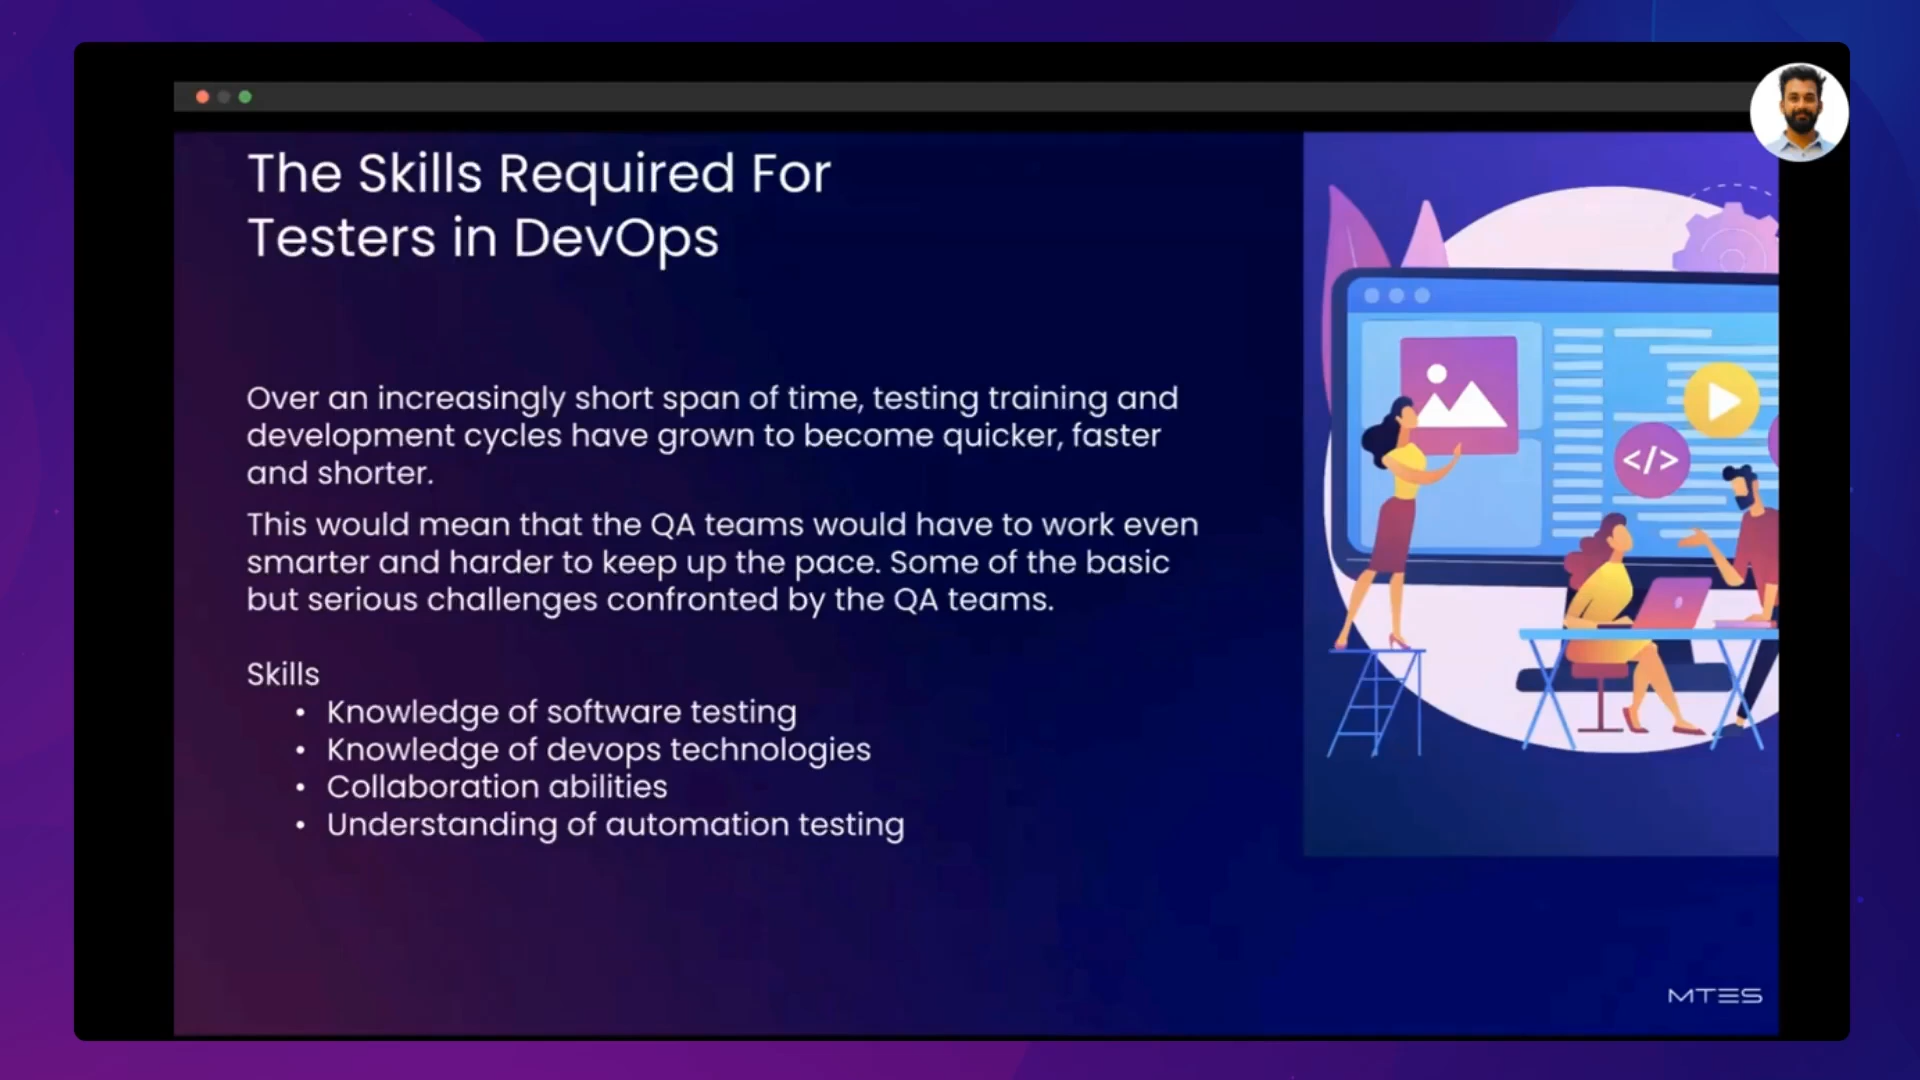 The Skills Required For
Testers in DevOps
Over an increasingly short span of time, testing training and
development cycles have grown to become quicker, faster
and shorter.
This would mean that the QA teams would have to work even
smarter and harder to keep up the pace. Some of the basic
but serious challenges confronted by the QA teams.
Skills
• Knowledge of software testing
• Knowledge of devops technologies
• Collaboration abilities
• Understanding of automation testing
</>
MTES